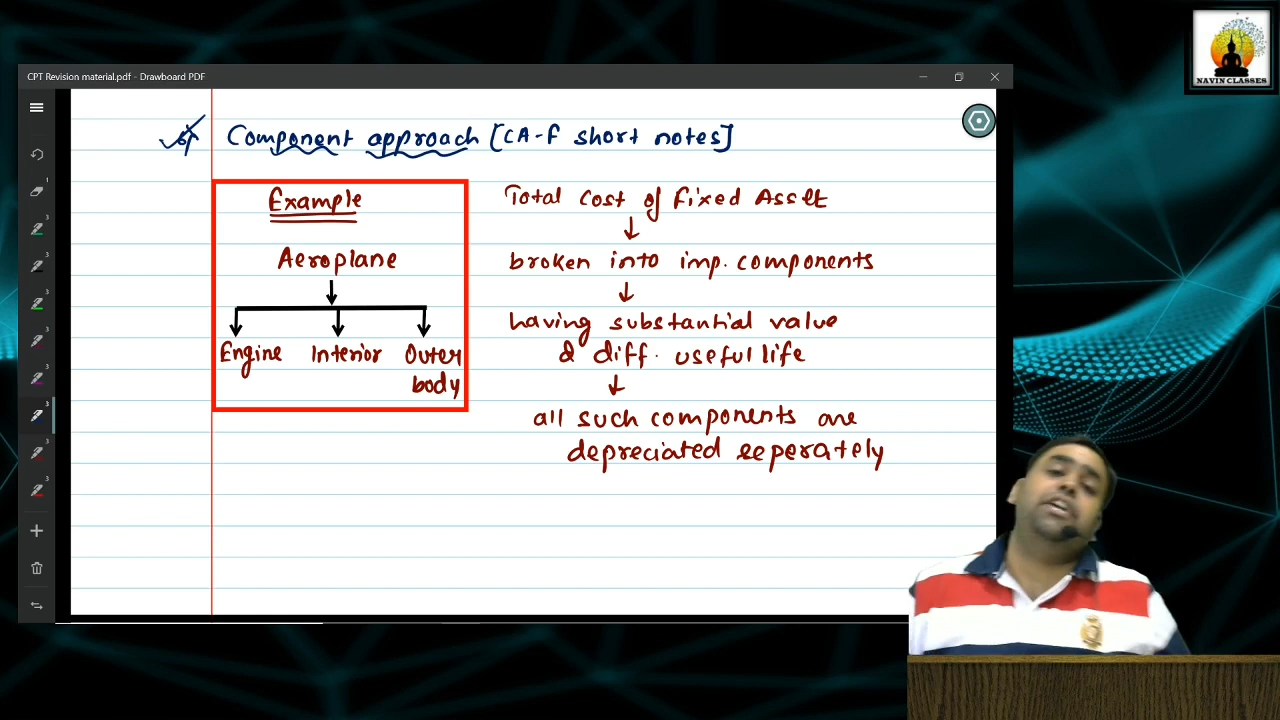 CPT Revision material.pdf - Drawboard PDF
NAVIN CLASSES
Component approach [CA-F short notes]
Example
Aeroplane
Engine Interior Outer
body
Total cost of fixed Asset
broken into imp. components
having substantial value
& diff. useful life
all such components are
depreciated seperately